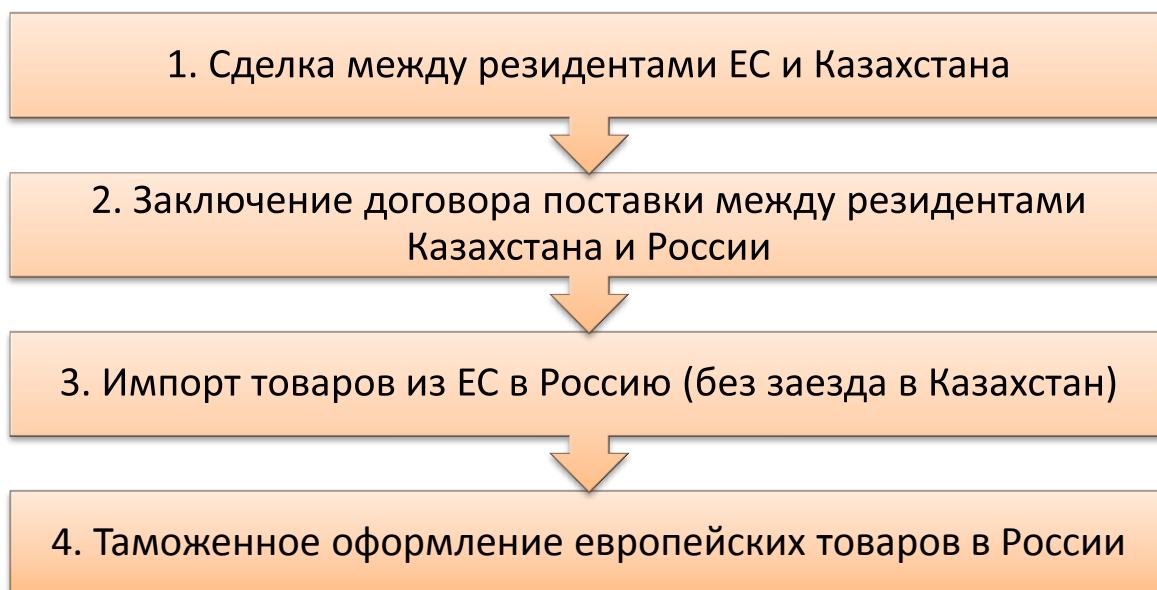 1. Сделка между резидентами ЕС и Казахстана
2. Заключение договора поставки между резидентами
Казахстана и России
3. Импорт товаров из ЕС в Россию (без заезда в Казахстан)
4. Таможенное оформление европейских товаров в России